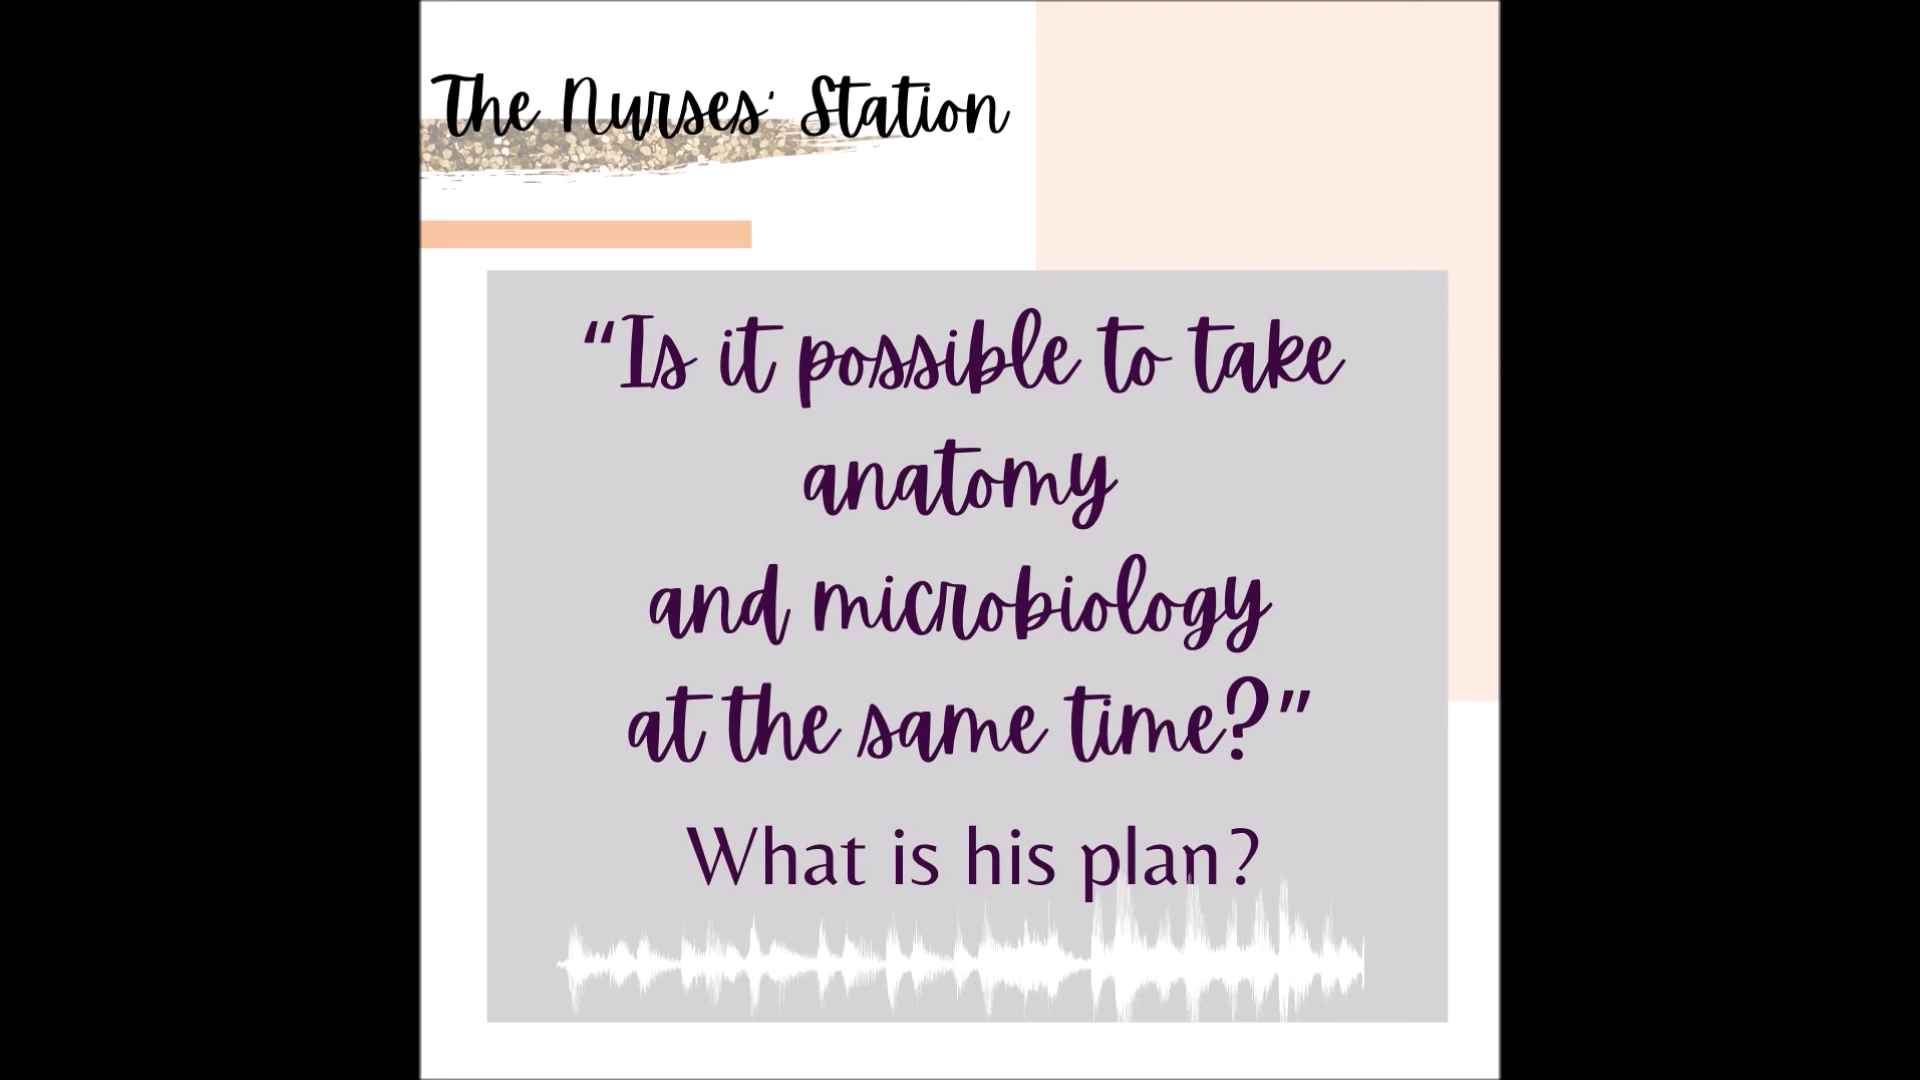 The Nurses' Station
“Is it possible to take
anatomy
and microbiology
at the same time?”
What is his plan?